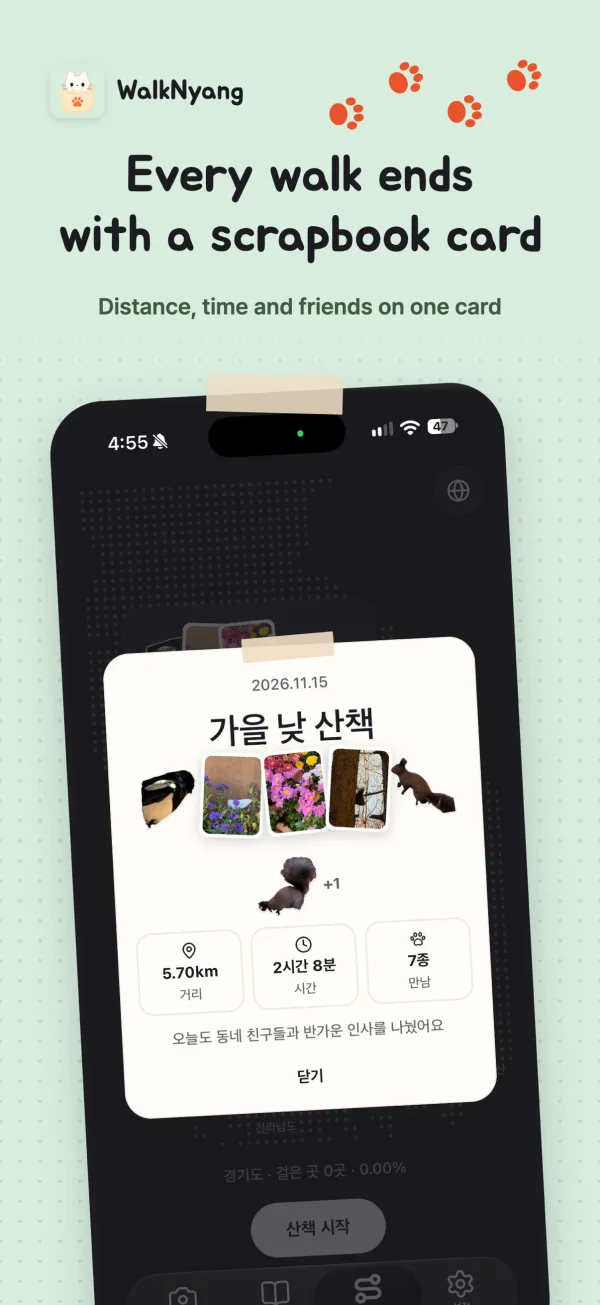 WalkNyang
Every walk ends
with a scrapbook card
Distance, time and friends on one card
4:55
47
2026.11.15
가을 낮 산책
+1
5.70km
거리
2시간 8분
시간
7종
만남
오늘도 동네 친구들과 반가운 인사를 나눴어요
닫기
전라남도
경기도 · 걸은 곳 0곳 · 0.00%
산책 시작